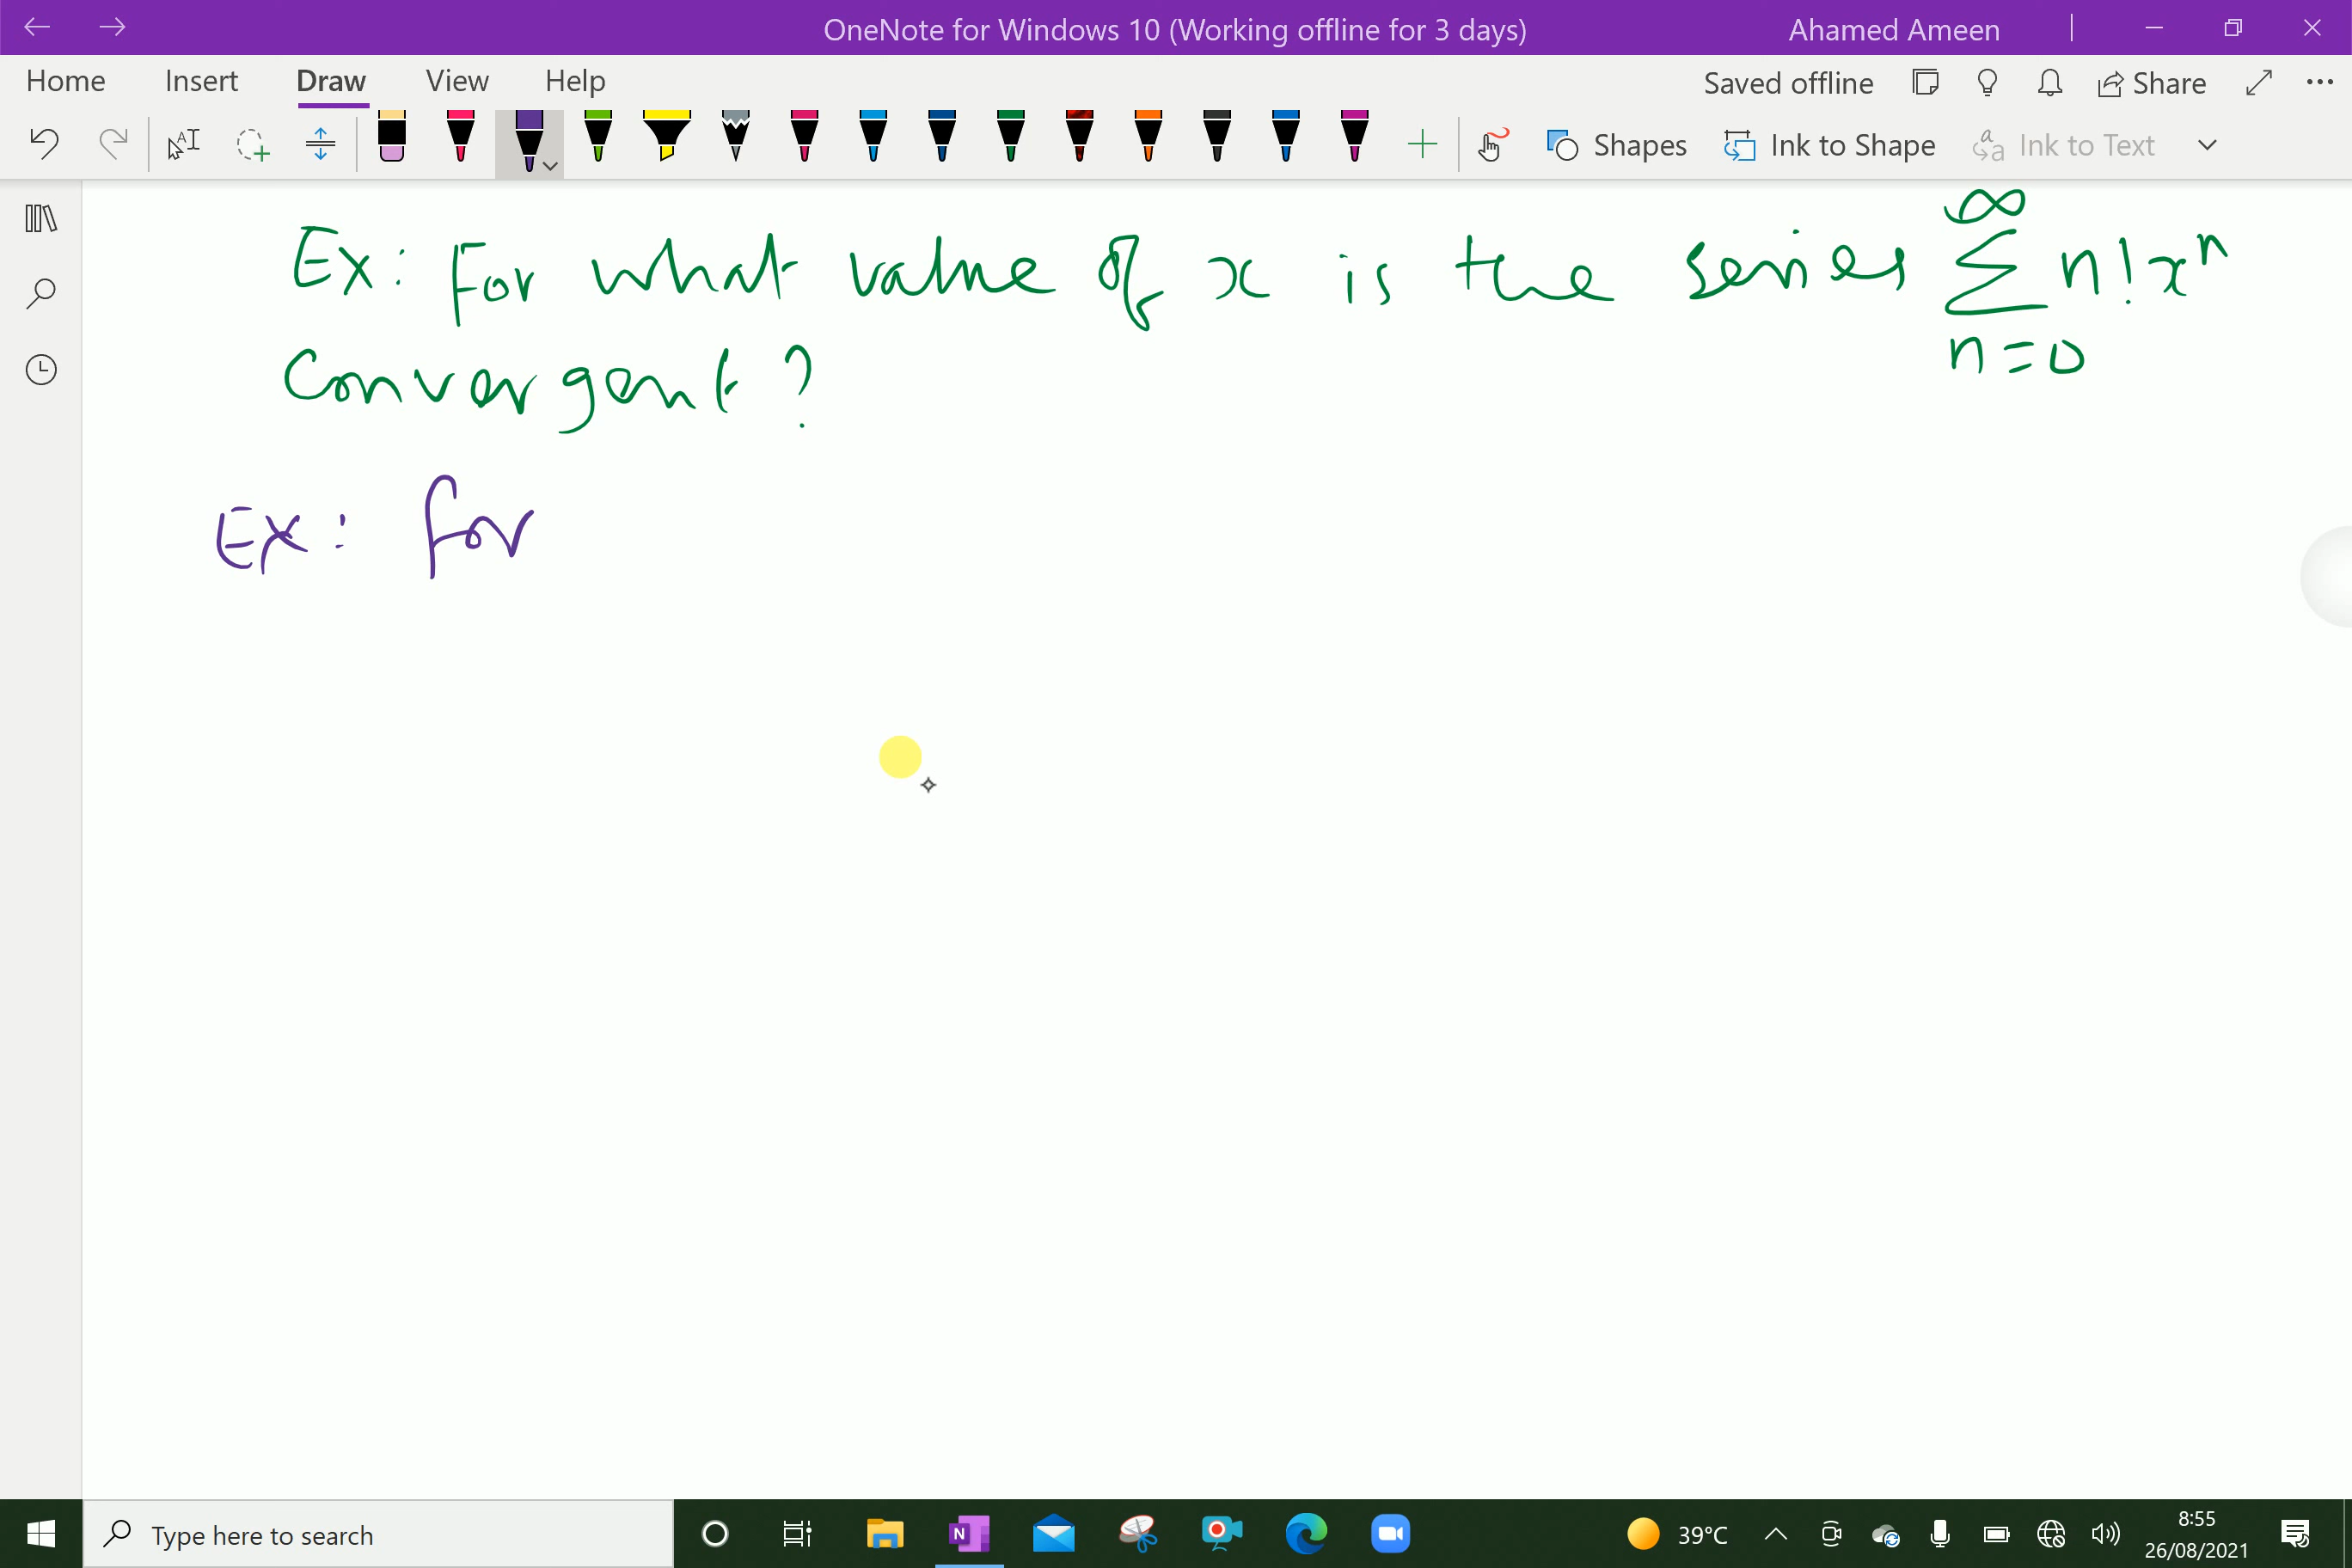 OneNote for Windows 10 (Working offline for 3 days)
Ahamed Ameen
Home Insert Draw View Help
Saved offline Share
Shapes Ink to Shape Ink to Text
Ex: For what value of x is the series ∞∑n=0 n!xⁿ
Convergent?
Ex: for
Type here to search
39°C
8:55
26/08/2021